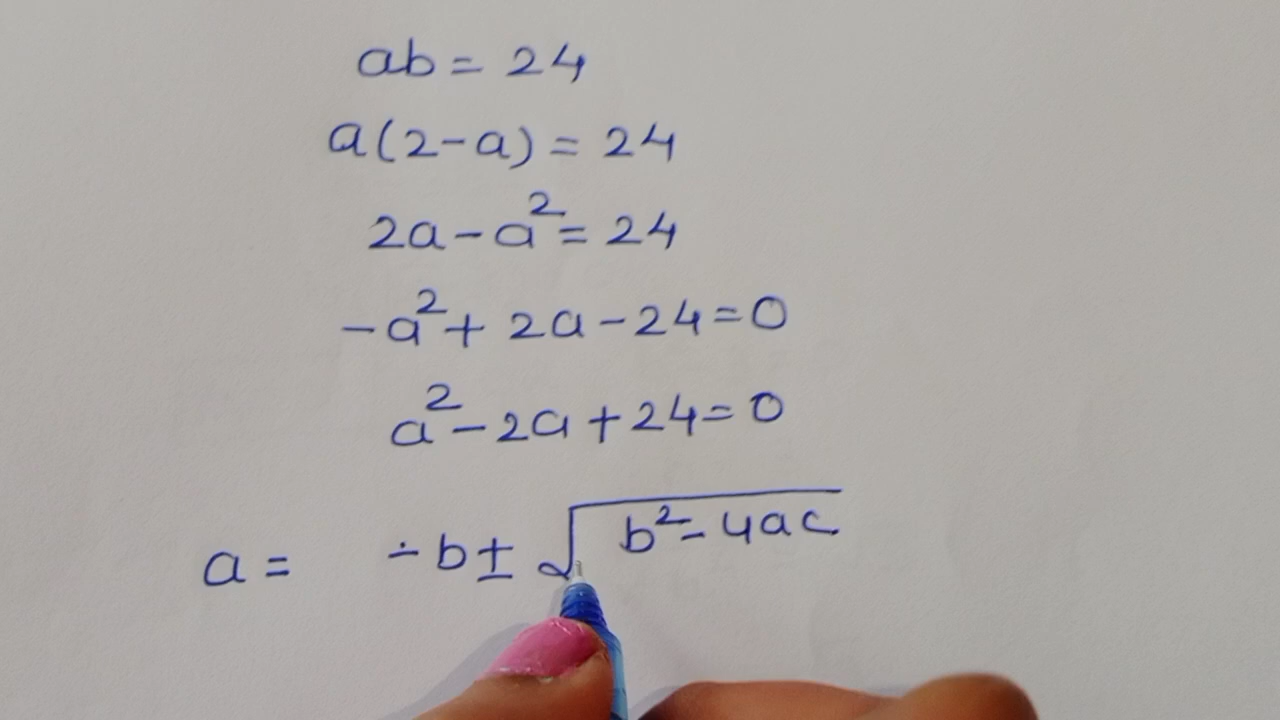 ab = 24
a(2-a) = 24
2a - a² = 24
-a² + 2a - 24 = 0
a² - 2a + 24 = 0
a = -b ± √b² - 4ac